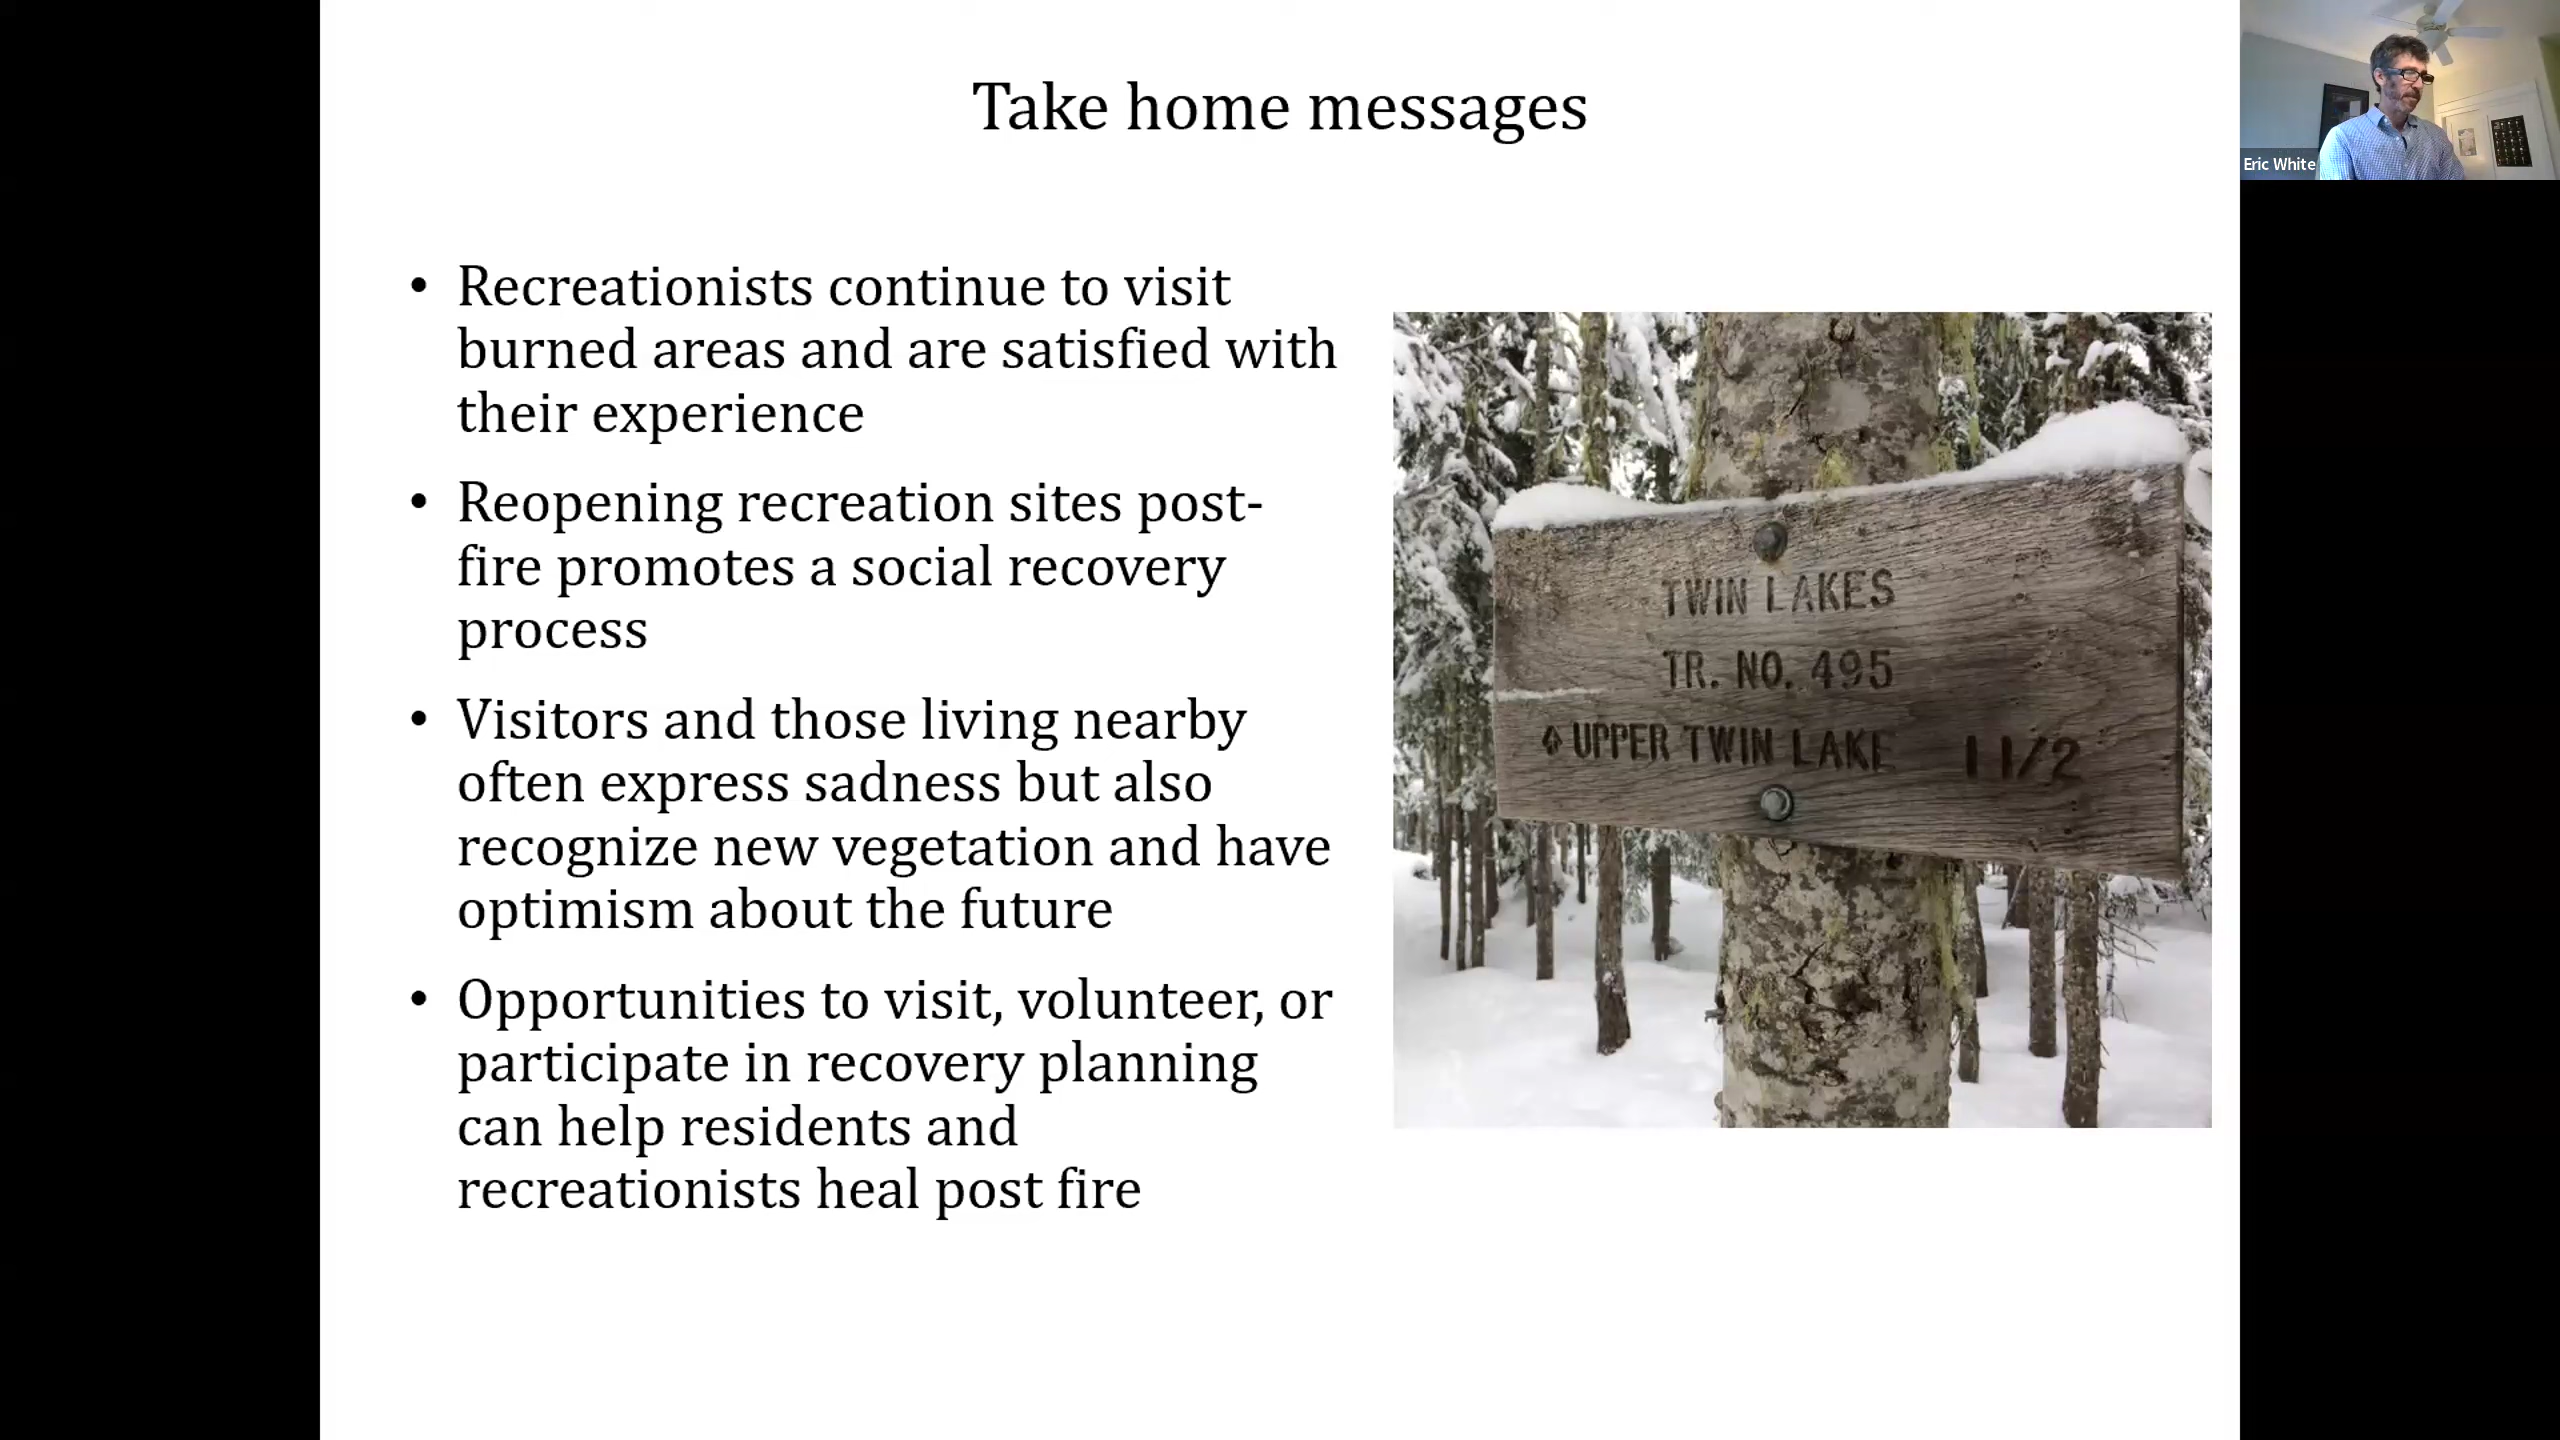 Take home messages
Eric White
• Recreationists continue to visit
burned areas and are satisfied with
their experience
• Reopening recreation sites post-
fire promotes a social recovery
process
• Visitors and those living nearby
often express sadness but also
recognize new vegetation and have
optimism about the future
• Opportunities to visit, volunteer, or
participate in recovery planning
can help residents and
recreationists heal post fire
TWIN LAKES
TR. NO. 495
UPPER TWIN LAKE 1 1/2